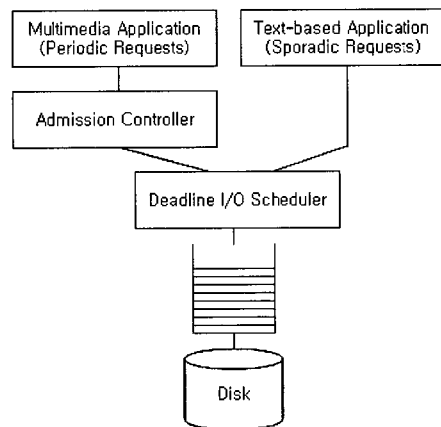 Multimedia Application
(Periodic Requests)
Text-based Application
(Sporadic Requests)
Admission Controller
Deadline I/O Scheduler
Disk